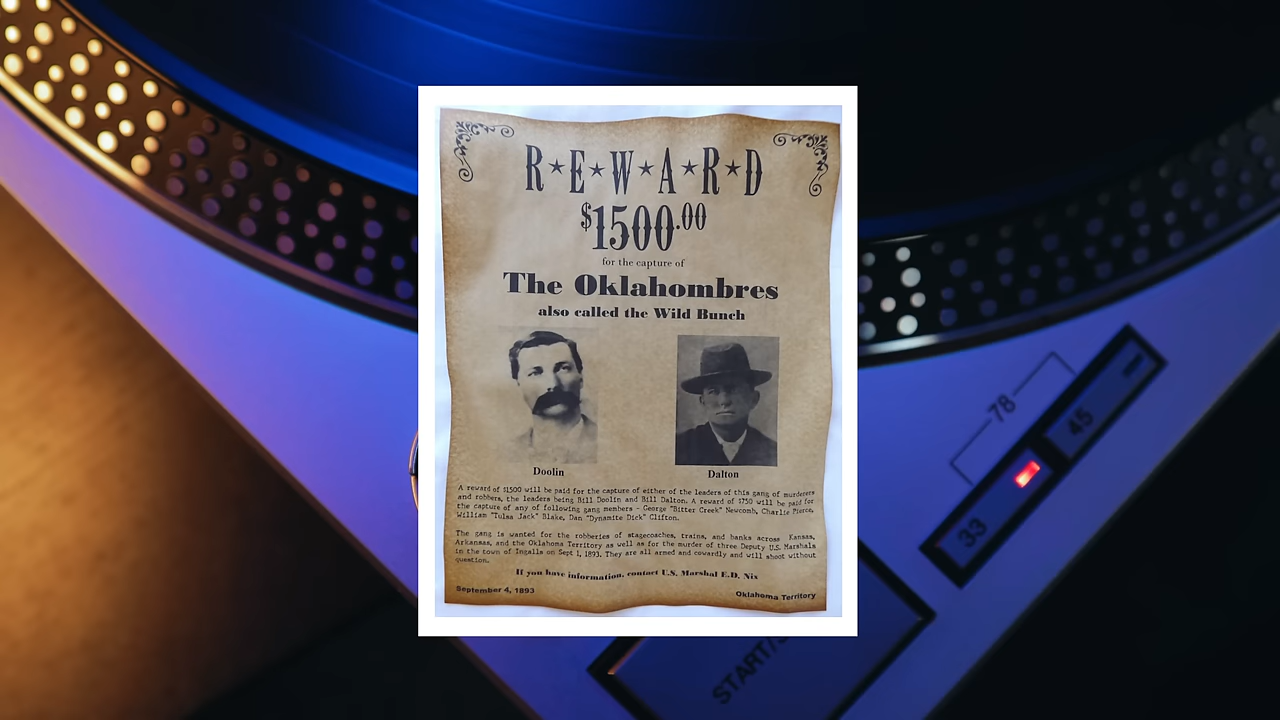 R★E★W★A★R★D
$1500.00
for the capture of
The Oklahombres
also called the Wild Bunch
Doolin
Dalton
A reward of $1500 will be paid for the capture of either of the leaders of this gang of murderers
and robbers, the leaders being Bill Doolin and Bill Dalton. A reward of $750 will be paid for
the capture of any of following gang members - George "Bitter Creek" Newcomb, Charlie Pierce,
William "Tulsa Jack" Blake, Dan "Dynamite Dick" Clifton.
The gang is wanted for the robberies of stagecoaches, trains, and banks across Kansas,
Arkansas, and the Oklahoma Territory as well as for the murder of three Deputy U.S. Marshals
in the town of Ingalls on Sept 1, 1893. They are all armed and cowardly and will shoot without
question.
If you have information, contact U.S. Marshal E.D. Nix
September 4, 1893
Oklahoma Territory
78
45
33
START/